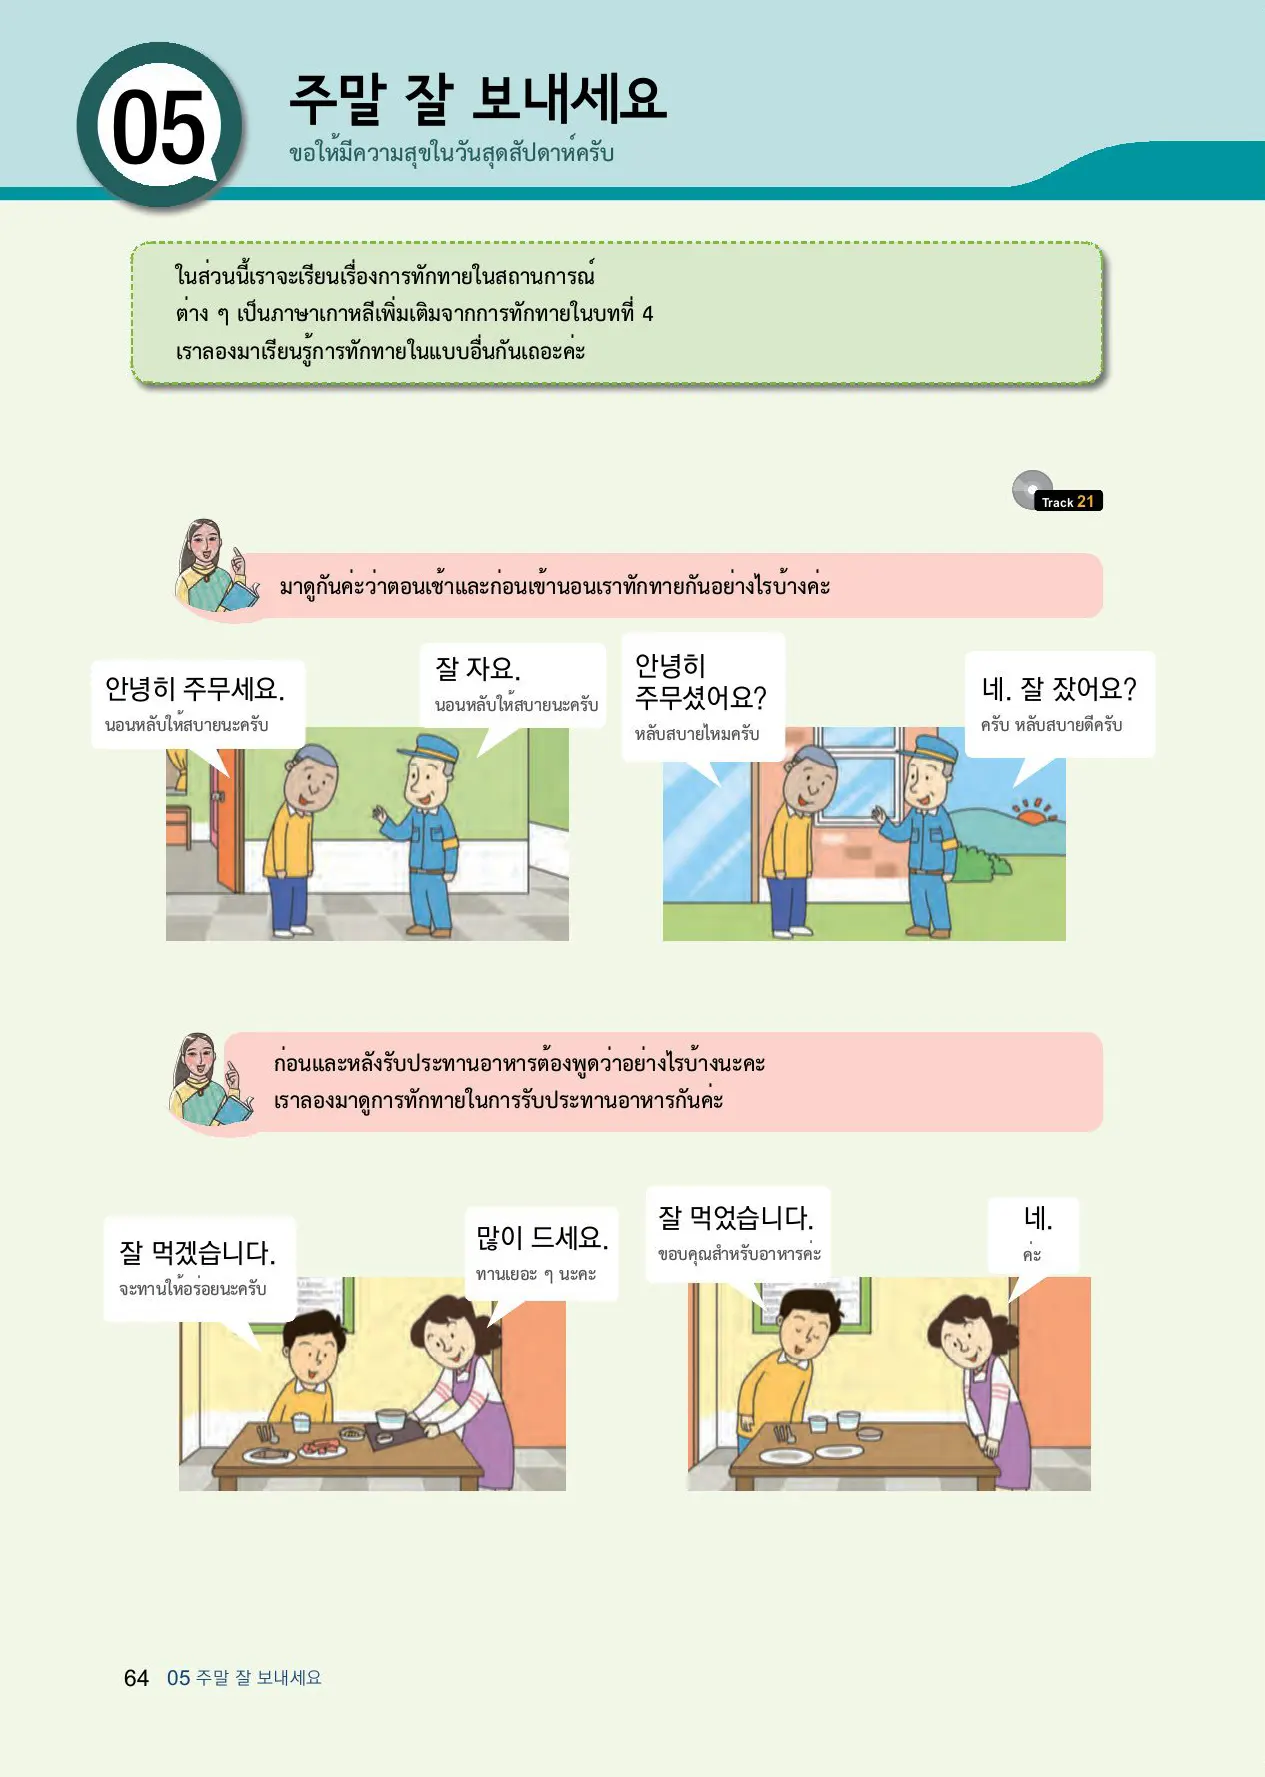 05
주말 잘 보내세요
ขอให้มีความสุขในวันสุดสัปดาห์ครับ
ในส่วนนี้เราจะเรียนเรื่องการทักทายในสถานการณ์
ต่าง ๆ เป็นภาษาเกาหลีเพิ่มเติมจากการทักทายในบทที่ 4
เราลองมาเรียนรู้การทักทายในแบบอื่นกันเถอะค่ะ
Track 21
มาดูกันค่ะว่าตอนเช้าและก่อนเข้านอนเราทักทายกันอย่างไรบ้างค่ะ
안녕히 주무세요.
นอนหลับให้สบายนะครับ
잘 자요.
นอนหลับให้สบายนะครับ
안녕히
주무셨어요?
หลับสบายไหมครับ
네. 잘 잤어요?
ครับ หลับสบายดีครับ
ก่อนและหลังรับประทานอาหารต้องพูดว่าอย่างไรบ้างนะคะ
เราลองมาดูการทักทายในการรับประทานอาหารกันค่ะ
잘 먹겠습니다.
จะทานให้อร่อยนะครับ
많이 드세요.
ทานเยอะ ๆ นะคะ
잘 먹었습니다.
ขอบคุณสำหรับอาหารค่ะ
네.
ค่ะ
64 05 주말 잘 보내세요